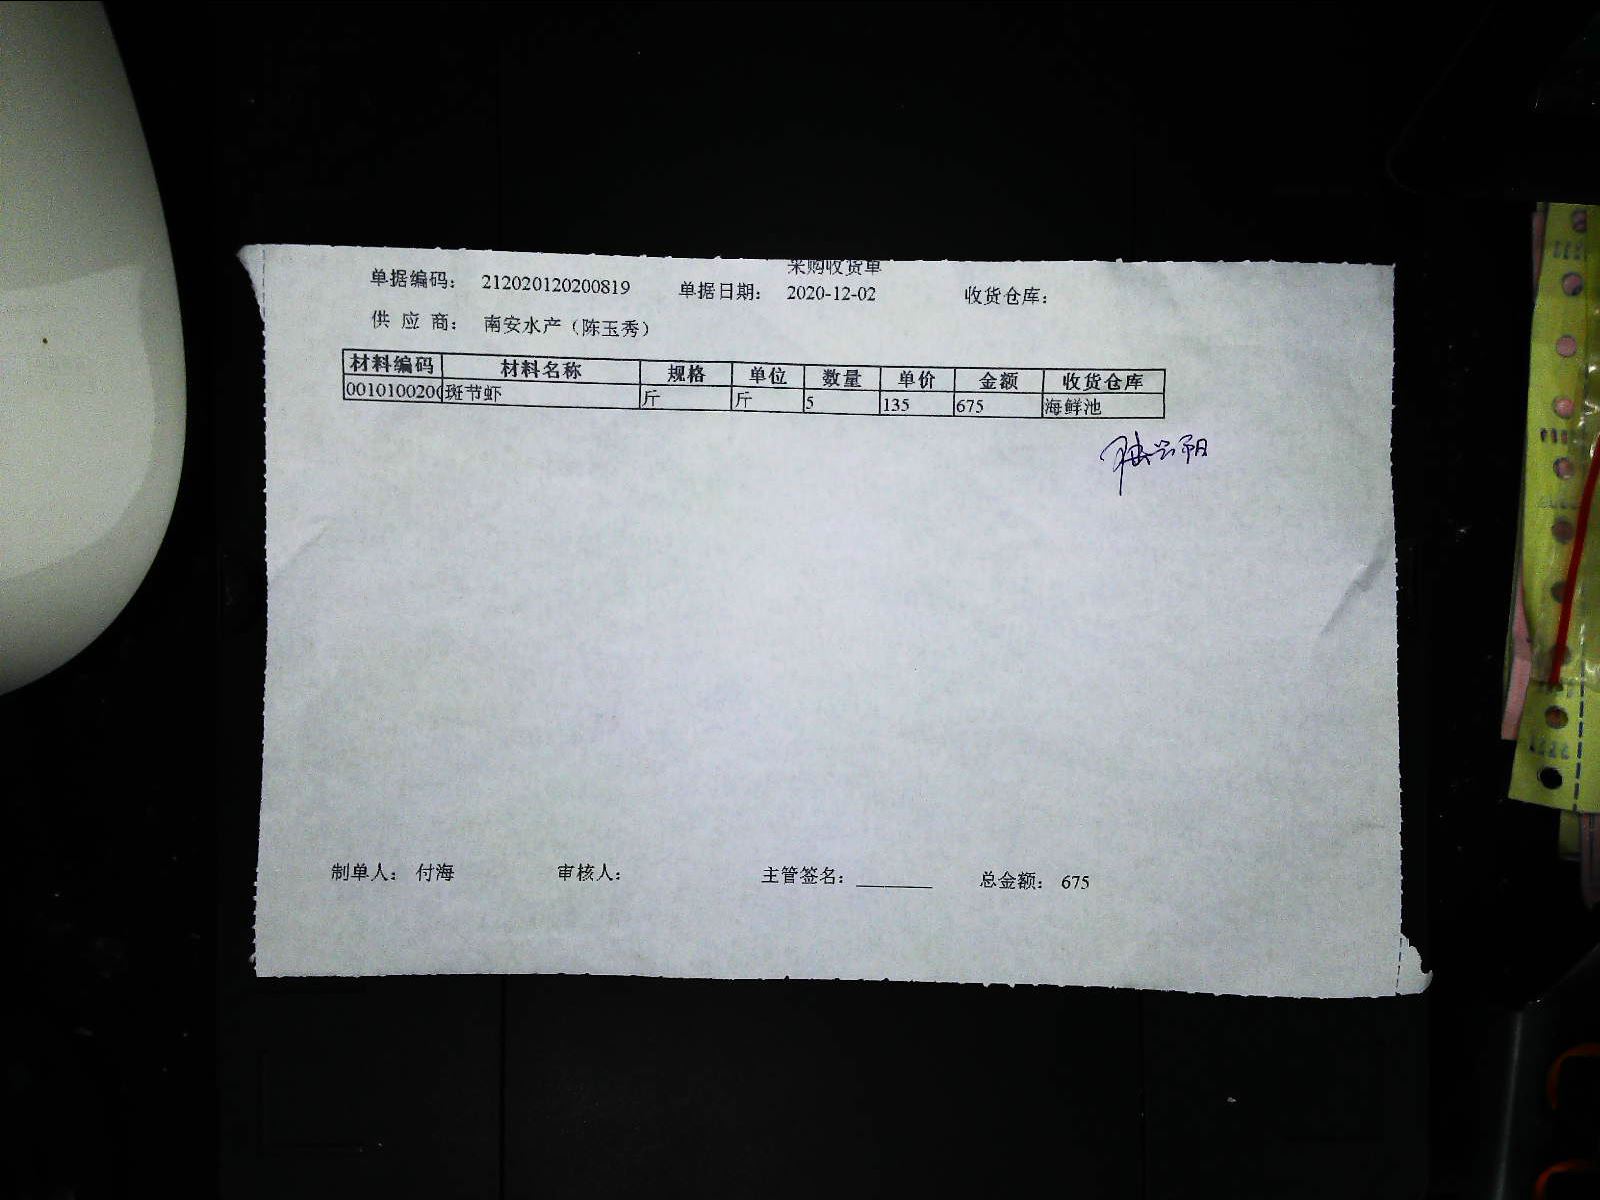 采购收货单
单据编码： 212020120200819 单据日期： 2020-12-02 收货仓库：
供 应 商： 南安水产（陈玉秀）
材料编码 材料名称 规格 单位 数量 单价 金额 收货仓库
0010100200 斑节虾 斤 斤 5 135 675 海鲜池
制单人： 付海 审核人： 主管签名： 总金额： 675